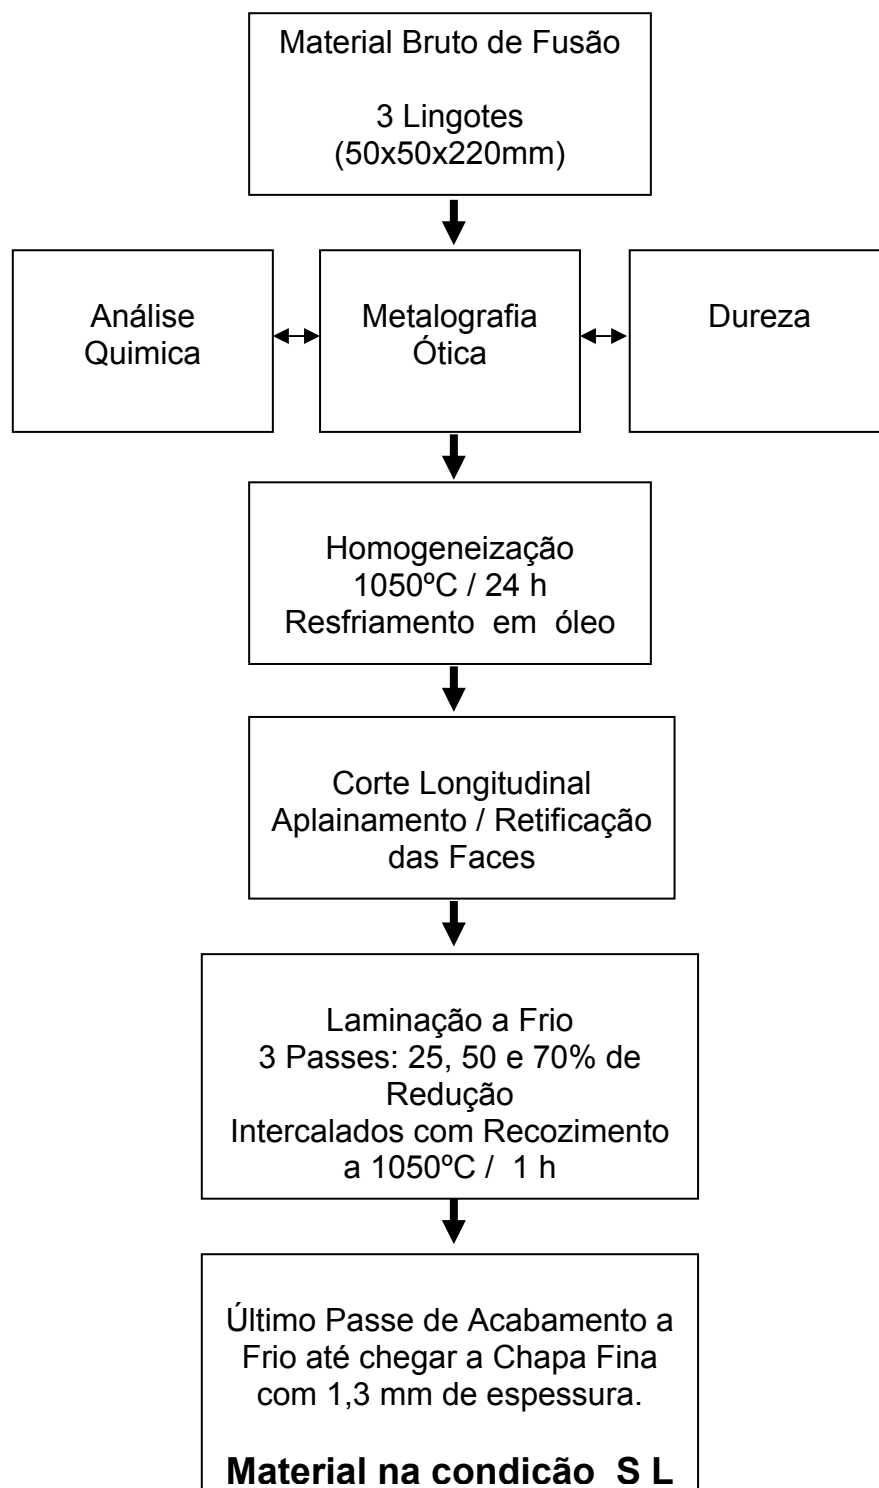 Material Bruto de Fusão
3 Lingotes
(50x50x220mm)
Análise
Quimica
Metalografia
Ótica
Dureza
Homogeneização
1050ºC / 24 h
Resfriamento em óleo
Corte Longitudinal
Aplainamento / Retificação
das Faces
Laminação a Frio
3 Passes: 25, 50 e 70% de
Redução
Intercalados com Recozimento
a 1050ºC / 1 h
Último Passe de Acabamento a
Frio até chegar a Chapa Fina
com 1,3 mm de espessura.
Material na condição S L